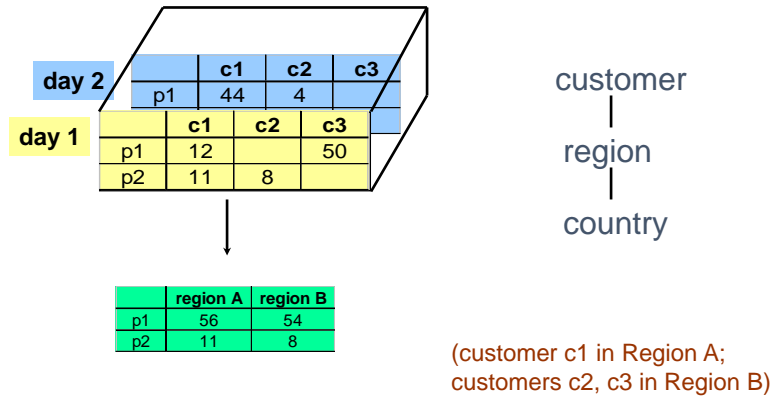 day 2
c1 c2 c3
p1 44 4
day 1
c1 c2 c3
p1 12 50
p2 11 8
customer
region
country
region A region B
p1 56 54
p2 11 8
(customer c1 in Region A;
customers c2, c3 in Region B)